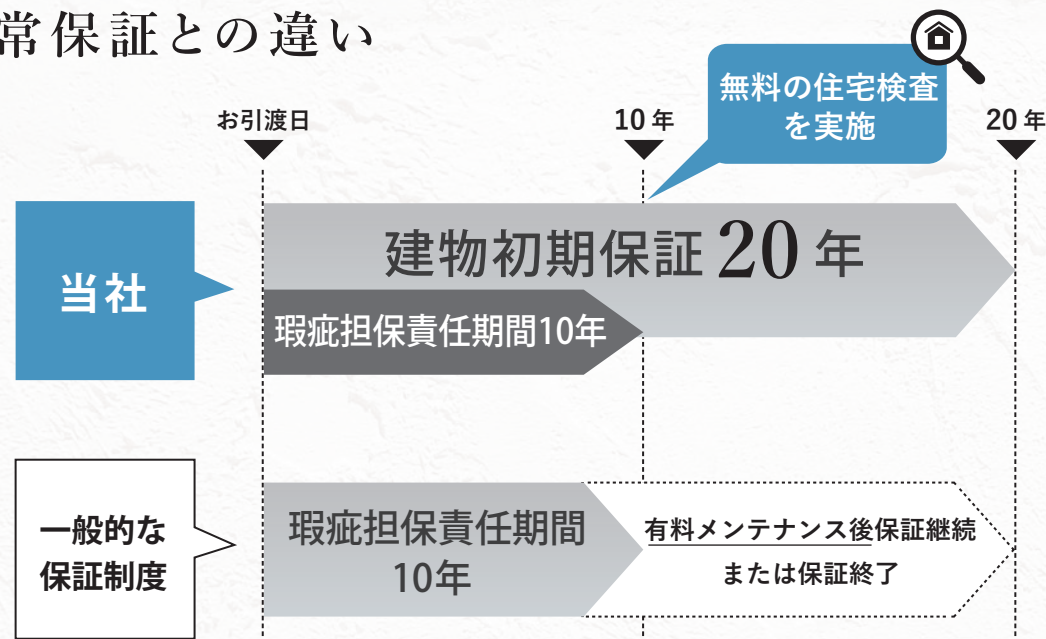 常保証との違い
無料の住宅検査
を実施
お引渡日
10年
20年
当社
建物初期保証20年
瑕疵担保責任期間10年
一般的な
保証制度
瑕疵担保責任期間
10年
有料メンテナンス後保証継続
または保証終了